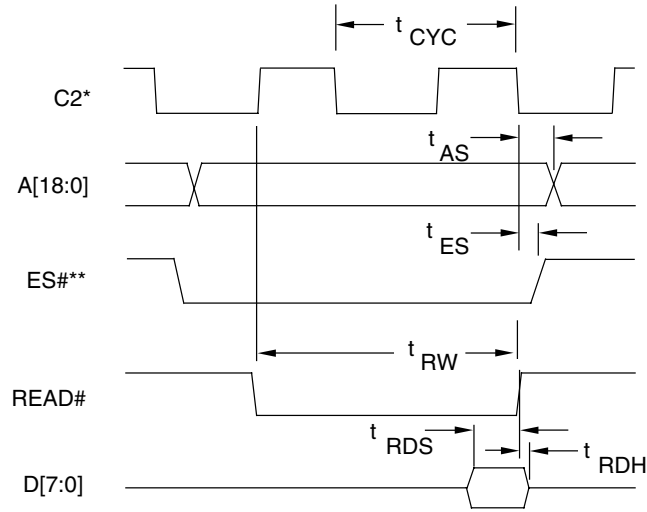 t CYC
C2*
t AS
A[18:0]
t ES
ES#**
t RW
READ#
t RDS
t RDH
D[7:0]